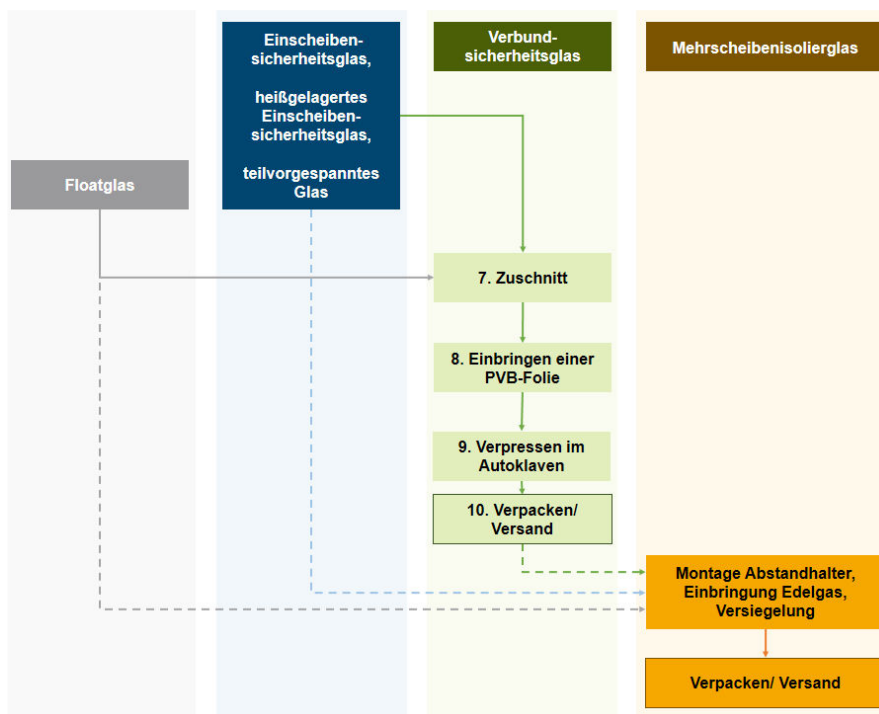 Einscheiben-
sicherheitsglas,
heißgelagertes
Einscheiben-
sicherheitsglas,
teilvorgespanntes
Glas
Verbund-
sicherheitsglas
Mehrscheibenisolierglas
Floatglas
7. Zuschnitt
8. Einbringen einer
PVB-Folie
9. Verpressen im
Autoklaven
10. Verpacken/
Versand
Montage Abstandhalter,
Einbringung Edelgas,
Versiegelung
Verpacken/ Versand